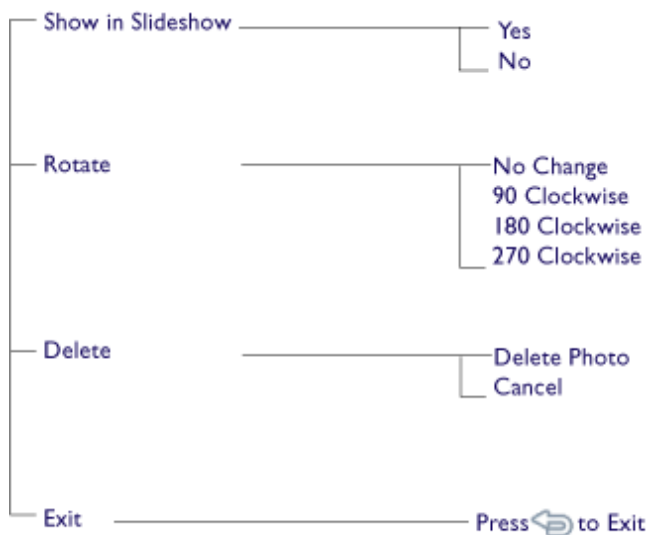 Show in Slideshow
Yes
No
Rotate
No Change
90 Clockwise
180 Clockwise
270 Clockwise
Delete
Delete Photo
Cancel
Exit
Press to Exit